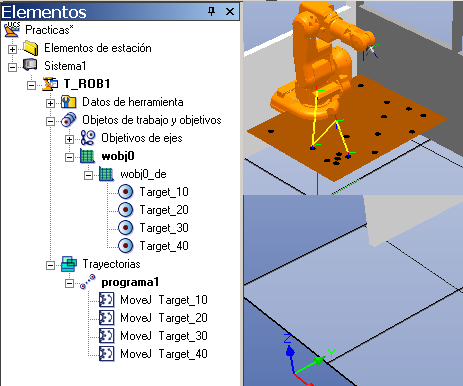 Elementos
UCS
Practicas*
Elementos de estación
Sistema1
T_ROB1
Datos de herramienta
Objetos de trabajo y objetivos
Objetivos de ejes
wobj0
wobj0_de
Target_10
Target_20
Target_30
Target_40
Trayectorias
programa1
MoveJ Target_10
MoveJ Target_20
MoveJ Target_30
MoveJ Target_40
Z
Y